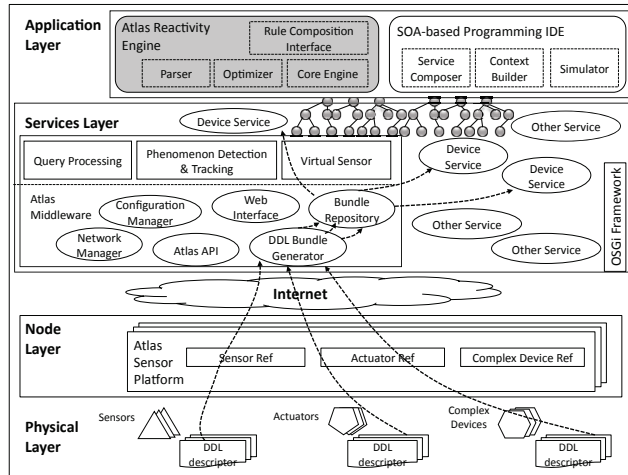 Application
Layer
Atlas Reactivity
Engine
Rule Composition
Interface
Parser
Optimizer
Core Engine
SOA-based Programming IDE
Service
Composer
Context
Builder
Simulator
Services Layer
Device Service
Other Service
Query Processing
Phenomenon Detection
& Tracking
Virtual Sensor
Device
Service
Device
Service
Atlas
Middleware
Configuration
Manager
Web
Interface
Bundle
Repository
Network
Manager
Atlas API
DDL Bundle
Generator
Other Service
Other Service
OSGi Framework
Internet
Node
Layer
Atlas
Sensor
Platform
Sensor Ref
Actuator Ref
Complex Device Ref
Physical
Layer
Sensors
DDL
descriptor
Actuators
DDL
descriptor
Complex
Devices
DDL
descriptor